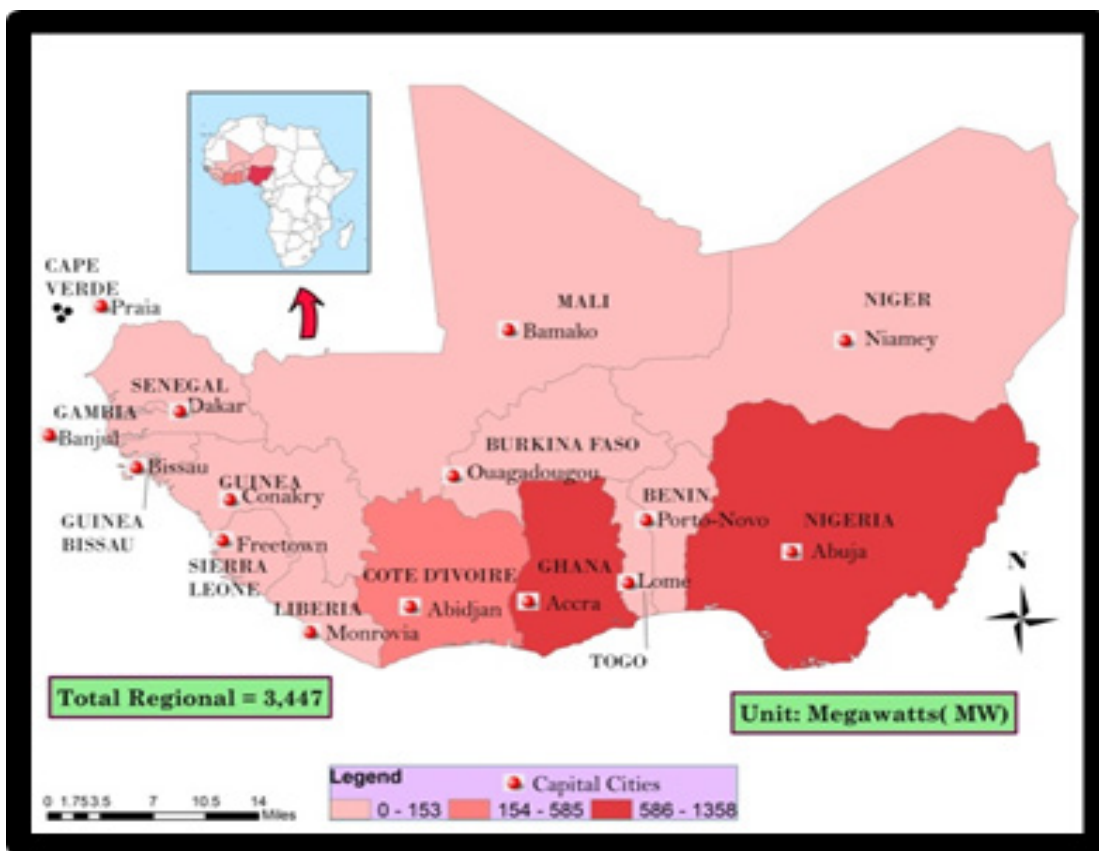 CAPE
VERDE
Praia
MALI
Bamako
NIGER
Niamey
SENEGAL
Dakar
GAMBIA
Banjul
BURKINA FASO
Ouagadougou
Bissau
GUINEA
Conakry
GUINEA
BISSAU
BENIN
Porto-Novo
NIGERIA
Abuja
Freetown
SIERRA
LEONE
COTE D'IVOIRE
Abidjan
GHANA
Accra
Lome
LIBERIA
Monrovia
TOGO
N
Total Regional = 3,447
Unit: Megawatts( MW)
Legend
Capital Cities
0 - 153
154 - 585
586 - 1358
0 1.75 3.5 7 10.5 14
Miles